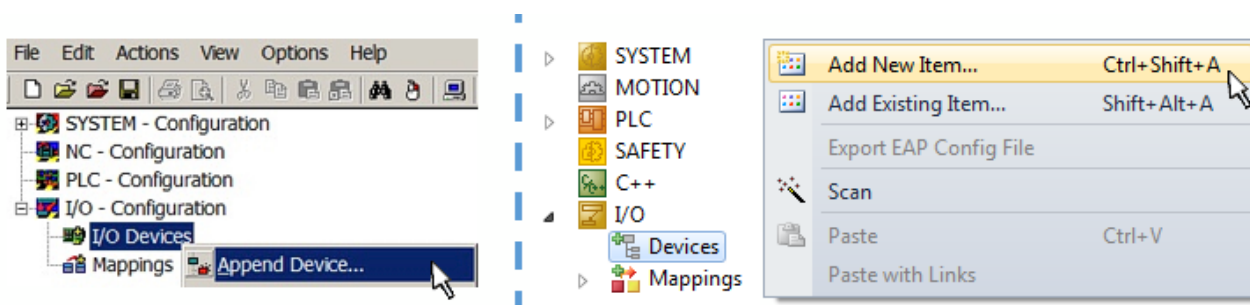 File Edit Actions View Options Help
SYSTEM - Configuration
NC - Configuration
PLC - Configuration
I/O - Configuration
I/O Devices
Mappings
Append Device...
SYSTEM
MOTION
PLC
SAFETY
C++
I/O
Devices
Mappings
Add New Item... Ctrl+Shift+A
Add Existing Item... Shift+Alt+A
Export EAP Config File
Scan
Paste Ctrl+V
Paste with Links